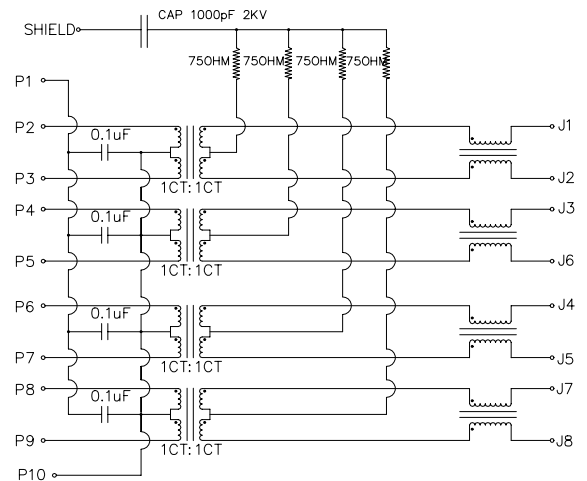 CAP 1000pF 2KV
SHIELD
75OHM 75OHM 75OHM 75OHM
P1
P2 J1
0.1uF
P3 J2
1CT:1CT
P4 J3
0.1uF
P5 J6
1CT:1CT
P6 J4
0.1uF
P7 J5
1CT:1CT
P8 J7
0.1uF
P9 J8
1CT:1CT
P10